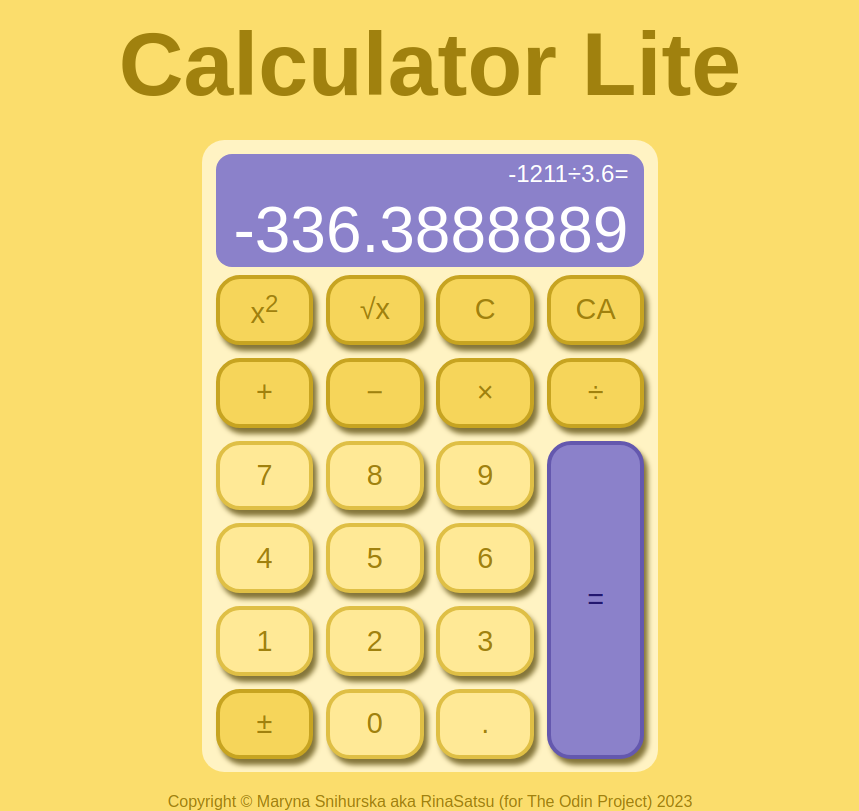 Calculator Lite
-1211÷3.6=
-336.3888889
x² √x C CA
+ − × ÷
7 8 9
4 5 6
=
1 2 3
± 0 .
Copyright © Maryna Snihurska aka RinaSatsu (for The Odin Project) 2023